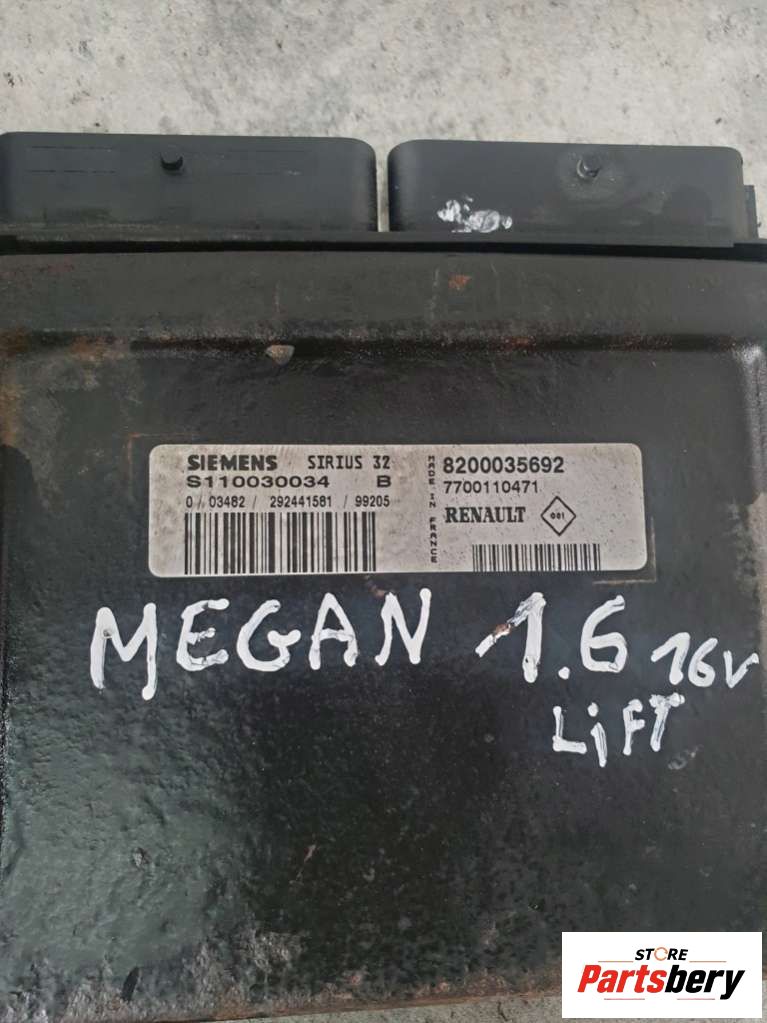 SIEMENS SIRIUS 32
S110030034 B
0 / 03482 / 292441581 / 99205
MADE IN FRANCE
8200035692
7700110471
RENAULT 001
MEGAN 1.6 16V
LiFT
STORE
Partsbery